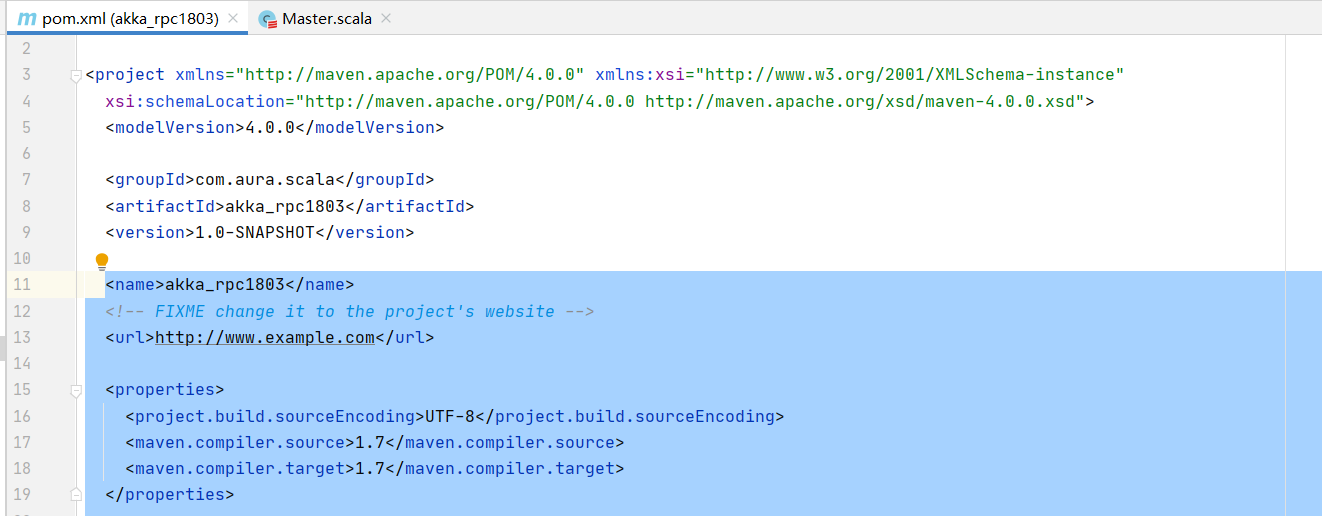 m pom.xml (akka_rpc1803) × C Master.scala ×
2
3 <project xmlns="http://maven.apache.org/POM/4.0.0" xmlns:xsi="http://www.w3.org/2001/XMLSchema-instance"
4 xsi:schemaLocation="http://maven.apache.org/POM/4.0.0 http://maven.apache.org/xsd/maven-4.0.0.xsd">
5 <modelVersion>4.0.0</modelVersion>
6
7 <groupId>com.aura.scala</groupId>
8 <artifactId>akka_rpc1803</artifactId>
9 <version>1.0-SNAPSHOT</version>
10
11 <name>akka_rpc1803</name>
12 <!-- FIXME change it to the project's website -->
13 <url>http://www.example.com</url>
14
15 <properties>
16 <project.build.sourceEncoding>UTF-8</project.build.sourceEncoding>
17 <maven.compiler.source>1.7</maven.compiler.source>
18 <maven.compiler.target>1.7</maven.compiler.target>
19 </properties>